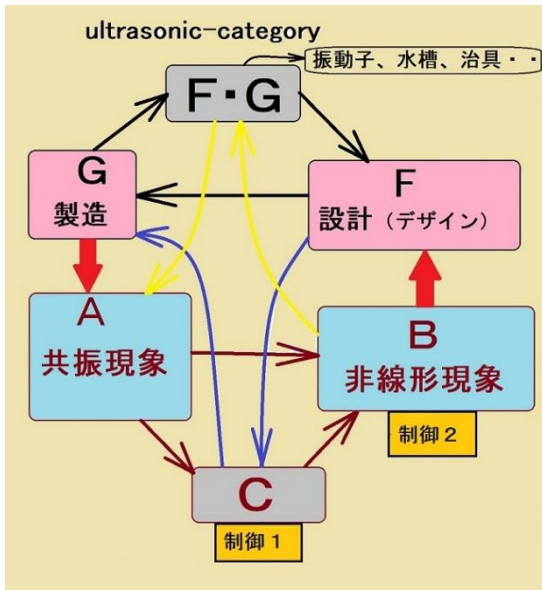 ultrasonic-category
振動子、水槽、治具・・
F・G
G
製造
F
設計（デザイン）
A
共振現象
B
非線形現象
制御２
C
制御１